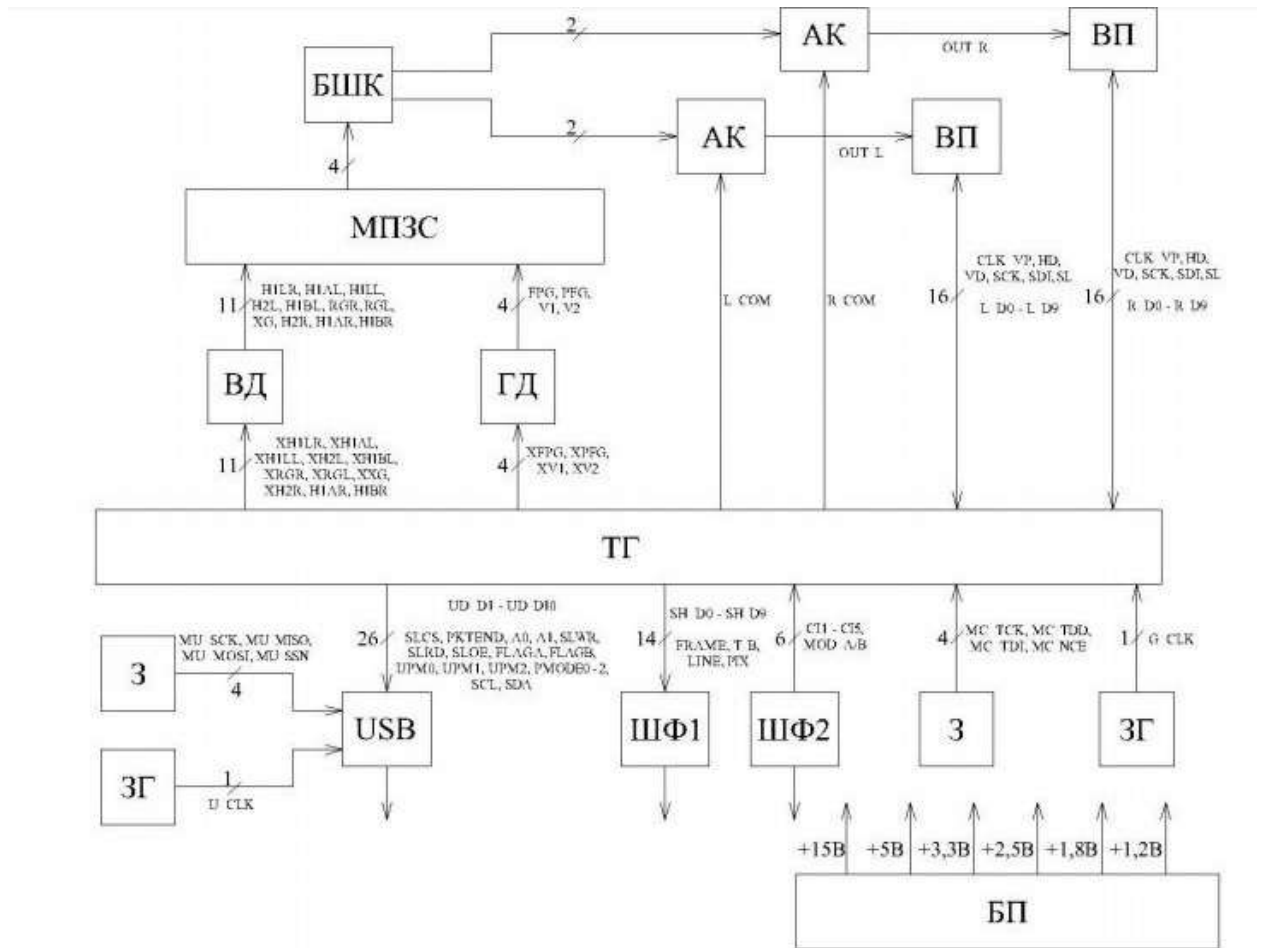 2
АК
OUT R
ВП
БШК
2
АК
OUT L
ВП
4
МПЗС
11
H1LR, H1AL, H1LL,
H2L, H1BL, RGR, RGL,
XG, H2R, H1AR, H1BR
4
FPG, PFG,
V1, V2
L COM
R COM
CLK VP, HD,
VD, SCK, SDI, SL
16
L D0 - L D9
CLK VP, HD,
VD, SCK, SDI, SL
16
R D0 - R D9
ВД
ГД
11
XH1LR, XH1AL,
XH1LL, XH2L, XH1BL,
XRGR, XRGL, XXG,
XH2R, H1AR, H1BR
4
XFPG, XPFG,
XV1, XV2
ТГ
UD D1 - UD D10
26
SLCS, PKTEND, A0, A1, SLWR,
SLRD, SLOE, FLAGA, FLAGB,
UPM0, UPM1, UPM2, PMODE0 - 2,
SCL, SDA
SH D0 - SH D9
14
FRAME, T B,
LINE, PIX
6
CI1 - CI5,
MOD A/B
4
MC TCK, MC TDD,
MC TDI, MC NCE
1
G CLK
MU SCK, MU MISO,
MU MOSI, MU SSN
З
4
USB
ШФ1
ШФ2
З
ЗГ
ЗГ
1
U CLK
+15В
+5В
+3,3В
+2,5В
+1,8В
+1,2В
БП